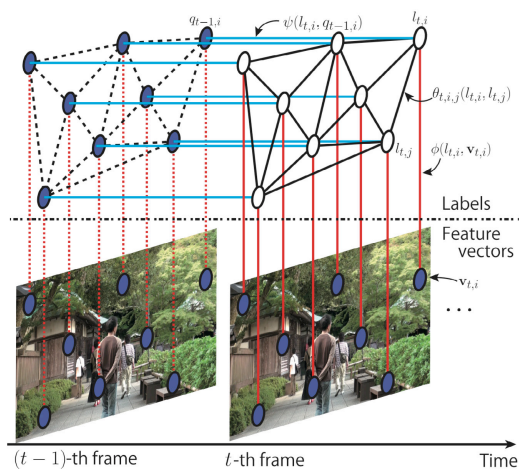 q_{t−1,i}
ψ(l_{t,i}, q_{t−1,i})
l_{t,i}
θ_{t,i,j}(l_{t,i}, l_{t,j})
l_{t,j}
ϕ(l_{t,i}, v_{t,i})
Labels
Feature
vectors
v_{t,i}
. . .
(t − 1)-th frame
t-th frame
Time